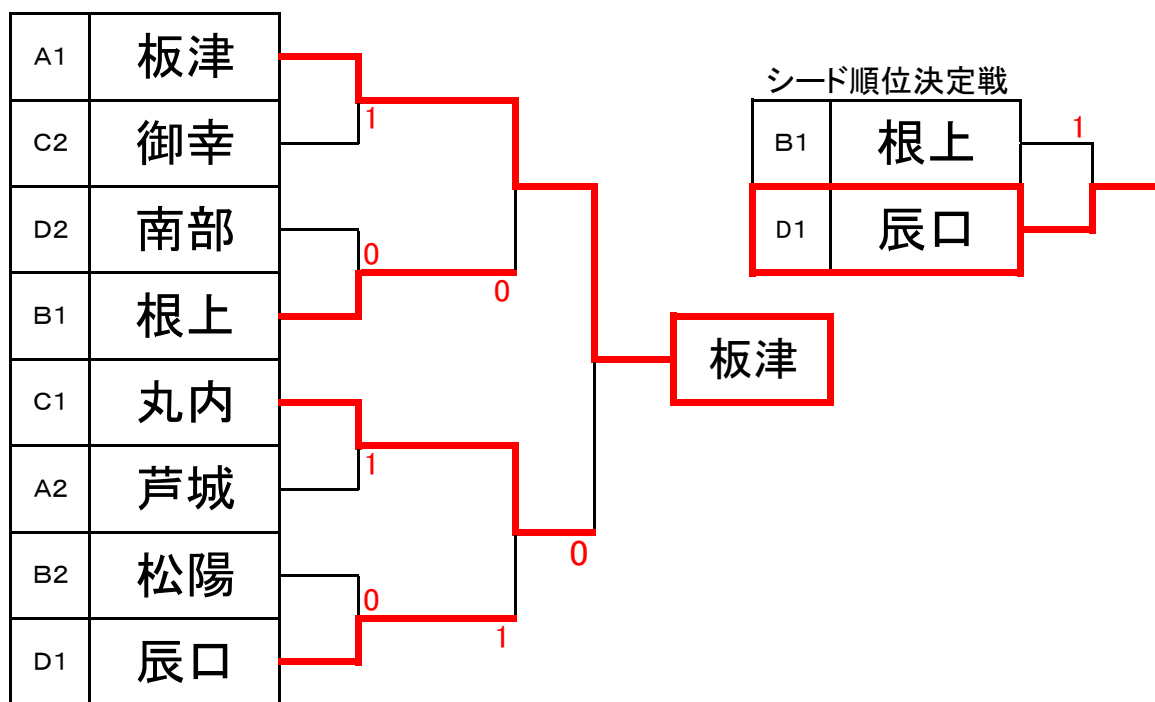 A1 板津
1
C2 御幸
D2 南部
0
0
B1 根上
C1 丸内
1
A2 芦城
0
B2 松陽
0
1
D1 辰口
板津
シード順位決定戦
B1 根上
1
D1 辰口